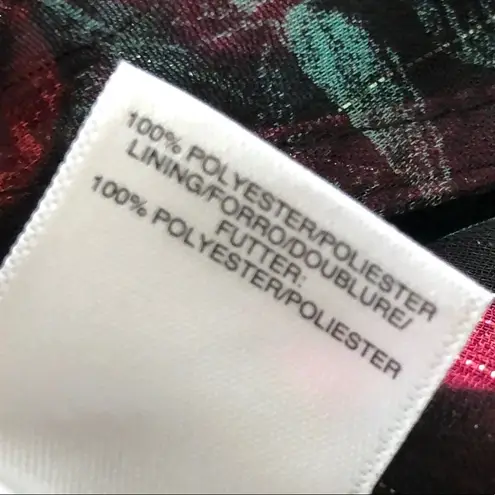 100% POLYESTER/POLIESTER
LINING/FORRO/DOUBLURE/
FUTTER:
100% POLYESTER/POLIESTER